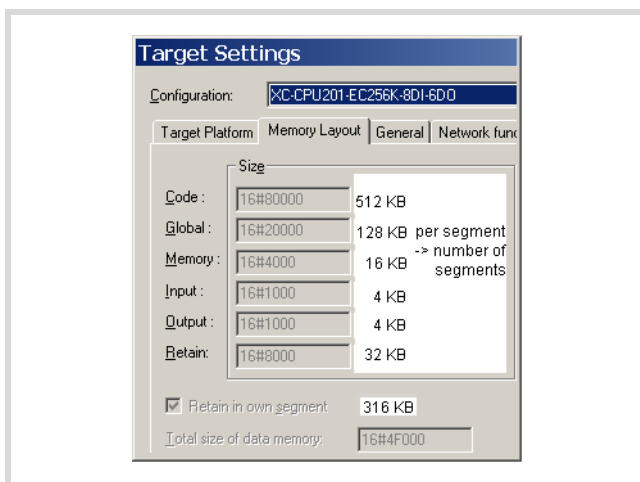 Target Settings
Configuration: XC-CPU201-EC256K-8DI-6DO
Target Platform Memory Layout General Network func
Size
Code : 16#80000 512 KB
Global : 16#20000 128 KB per segment
-> number of
Memory : 16#4000 16 KB segments
Input : 16#1000 4 KB
Output : 16#1000 4 KB
Retain: 16#8000 32 KB
Retain in own segment 316 KB
Total size of data memory: 16#4F000